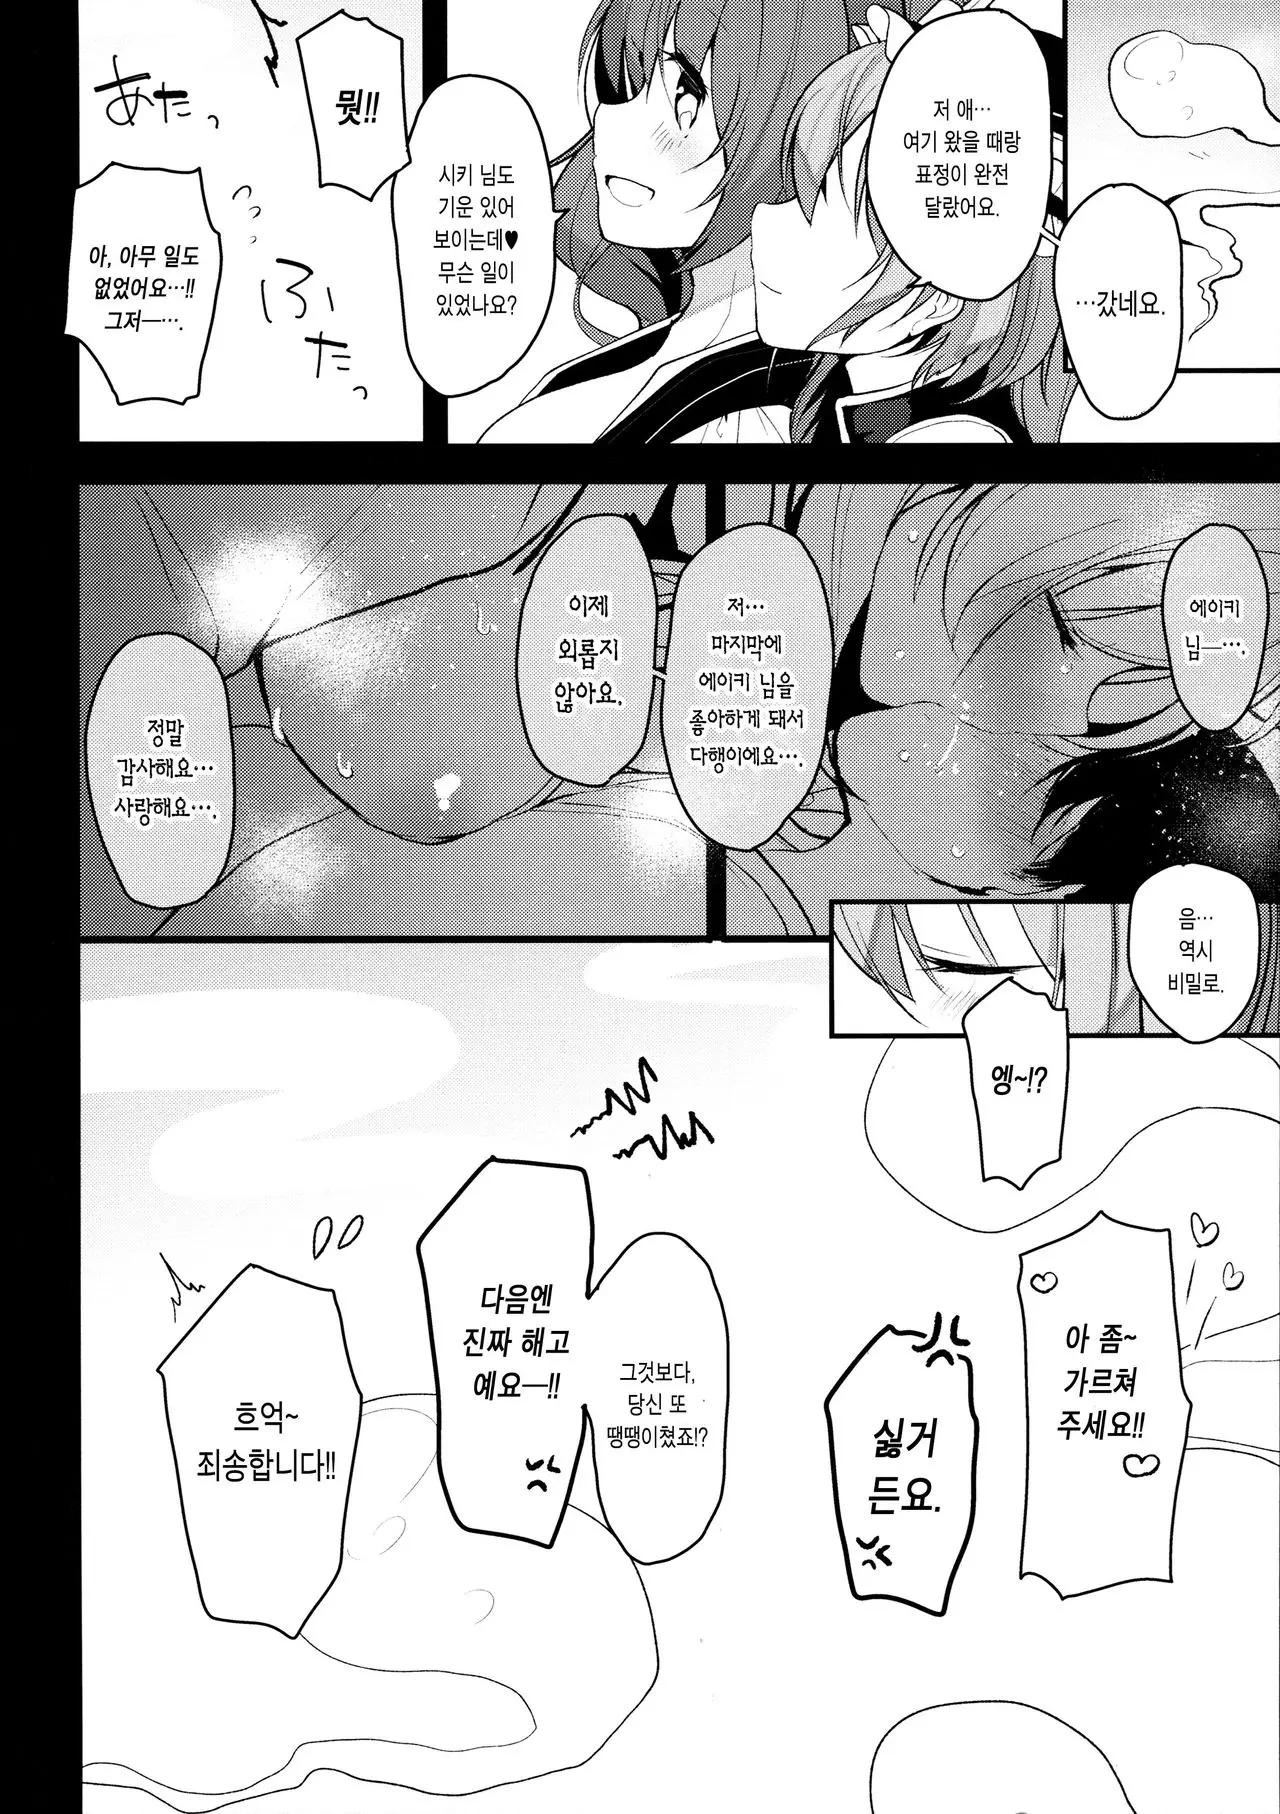 …갔네요.
저 애…
여기 왔을 때랑
표정이 완전
달랐어요.
시키 님도
기운 있어
보이는데♥
무슨 일이
있었나요?
뭣!!
あたっ
ふたっ
아, 아무 일도
없었어요…!!
그저—….
에이키
님—….
저…
마지막에
에이키 님을
좋아하게 돼서
다행이에요….
이제
외롭지
않아요.
정말
감사해요…
사랑해요….
음…
역시
비밀로.
엥~!?
아 좀~
가르쳐
주세요!!
싫거
든요.
그것보다,
당신 또
땡땡이쳤죠!?
다음엔
진짜 해고
예요—!!
흐억~
죄송합니다!!